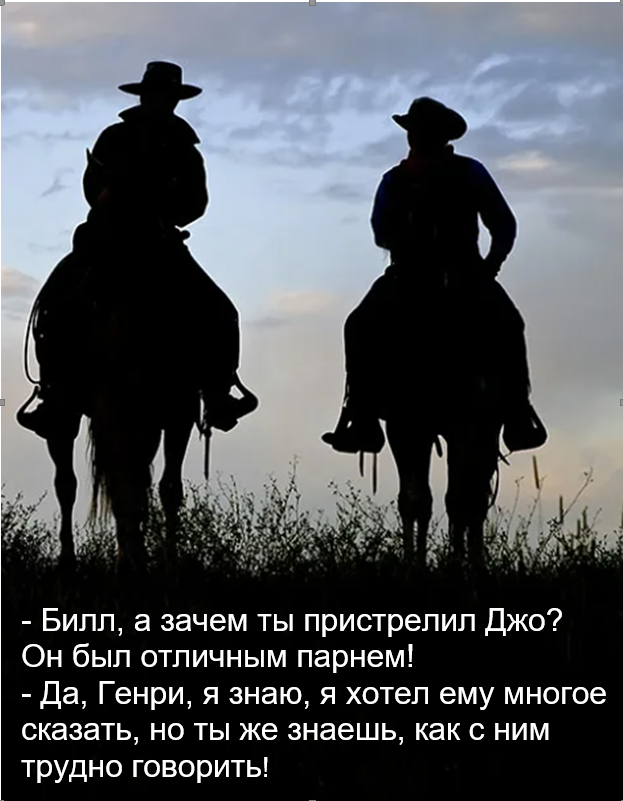 - Билл, а зачем ты пристрелил Джо?
Он был отличным парнем!
- Да, Генри, я знаю, я хотел ему многое
сказать, но ты же знаешь, как с ним
трудно говорить!